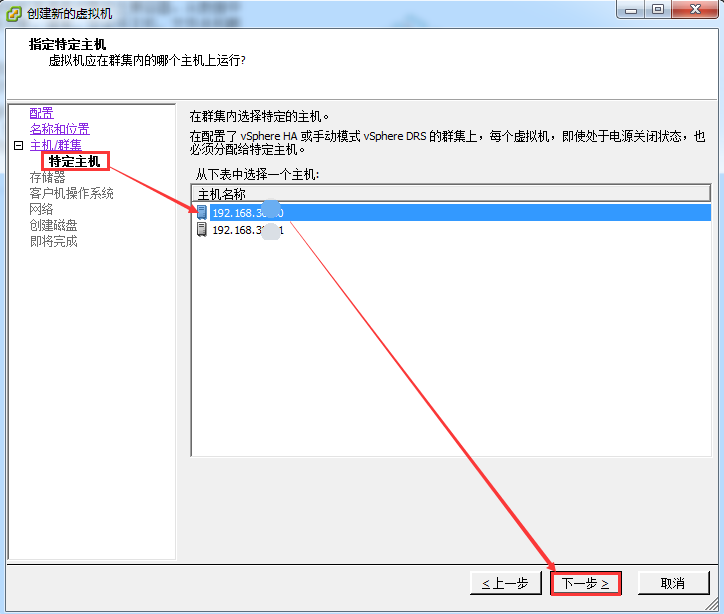 创建新的虚拟机
指定特定主机
虚拟机应在群集内的哪个主机上运行?
配置
名称和位置
主机/群集
特定主机
存储器
客户机操作系统
网络
创建磁盘
即将完成
在群集内选择特定的主机。
在配置了 vSphere HA 或手动模式 vSphere DRS 的群集上，每个虚拟机，即使处于电源关闭状态，也
必须分配给特定主机。
从下表中选择一个主机:
主机名称
192.168.3
192.168.3
< 上一步
下一步 >
取消